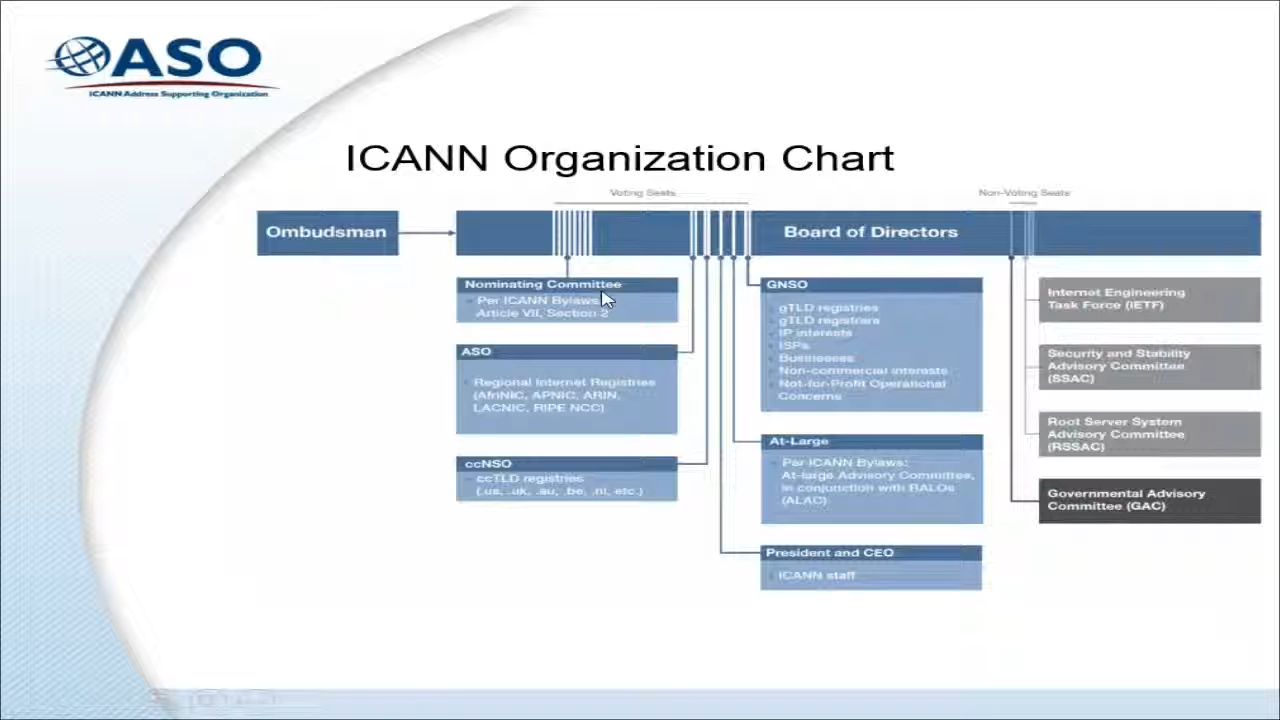 ASO
ICANN Address Supporting Organization
ICANN Organization Chart
Voting Seats
Non-Voting Seats
Ombudsman
Board of Directors
Nominating Committee
Per ICANN Bylaws
Article VII, Section 2
ASO
Regional Internet Registries
(AfriNIC, APNIC, ARIN,
LACNIC, RIPE NCC)
ccNSO
ccTLD registries
(.us, .uk, .au, .be, .nl, etc.)
GNSO
gTLD registries
gTLD registrars
IP interests
ISPs
Businesses
Non-commercial interests
Not-for-Profit Operational
Concerns
At-Large
Per ICANN Bylaws:
At-large Advisory Committee,
in conjunction with RALOs
(ALAC)
President and CEO
ICANN staff
Internet Engineering
Task Force (IETF)
Security and Stability
Advisory Committee
(SSAC)
Root Server System
Advisory Committee
(RSSAC)
Governmental Advisory
Committee (GAC)